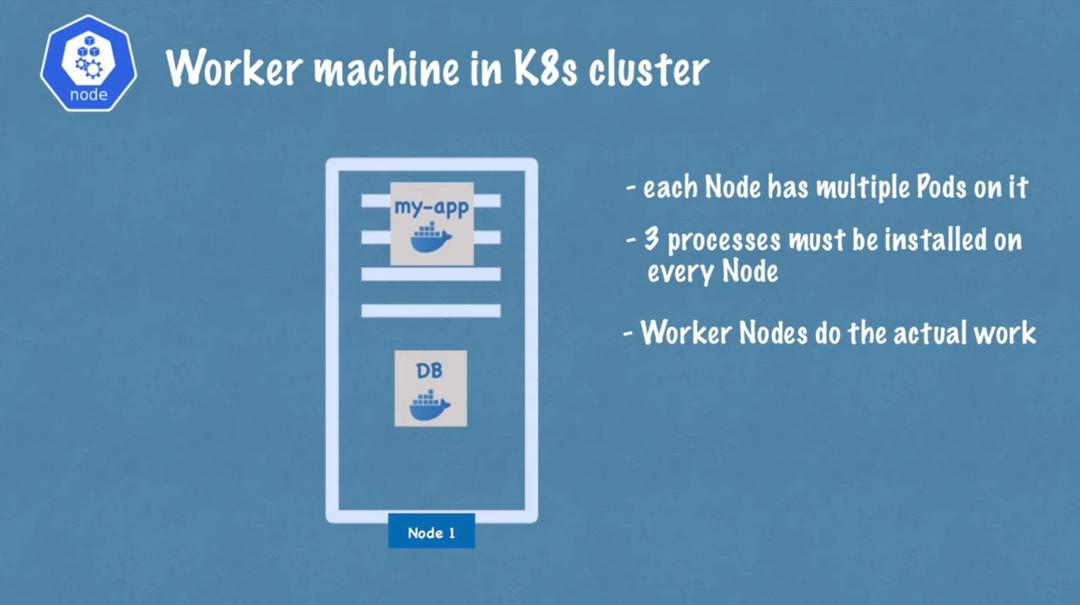 node
Worker machine in K8s cluster
my-app
DB
Node 1
- each Node has multiple Pods on it
- 3 processes must be installed on
every Node
- Worker Nodes do the actual work